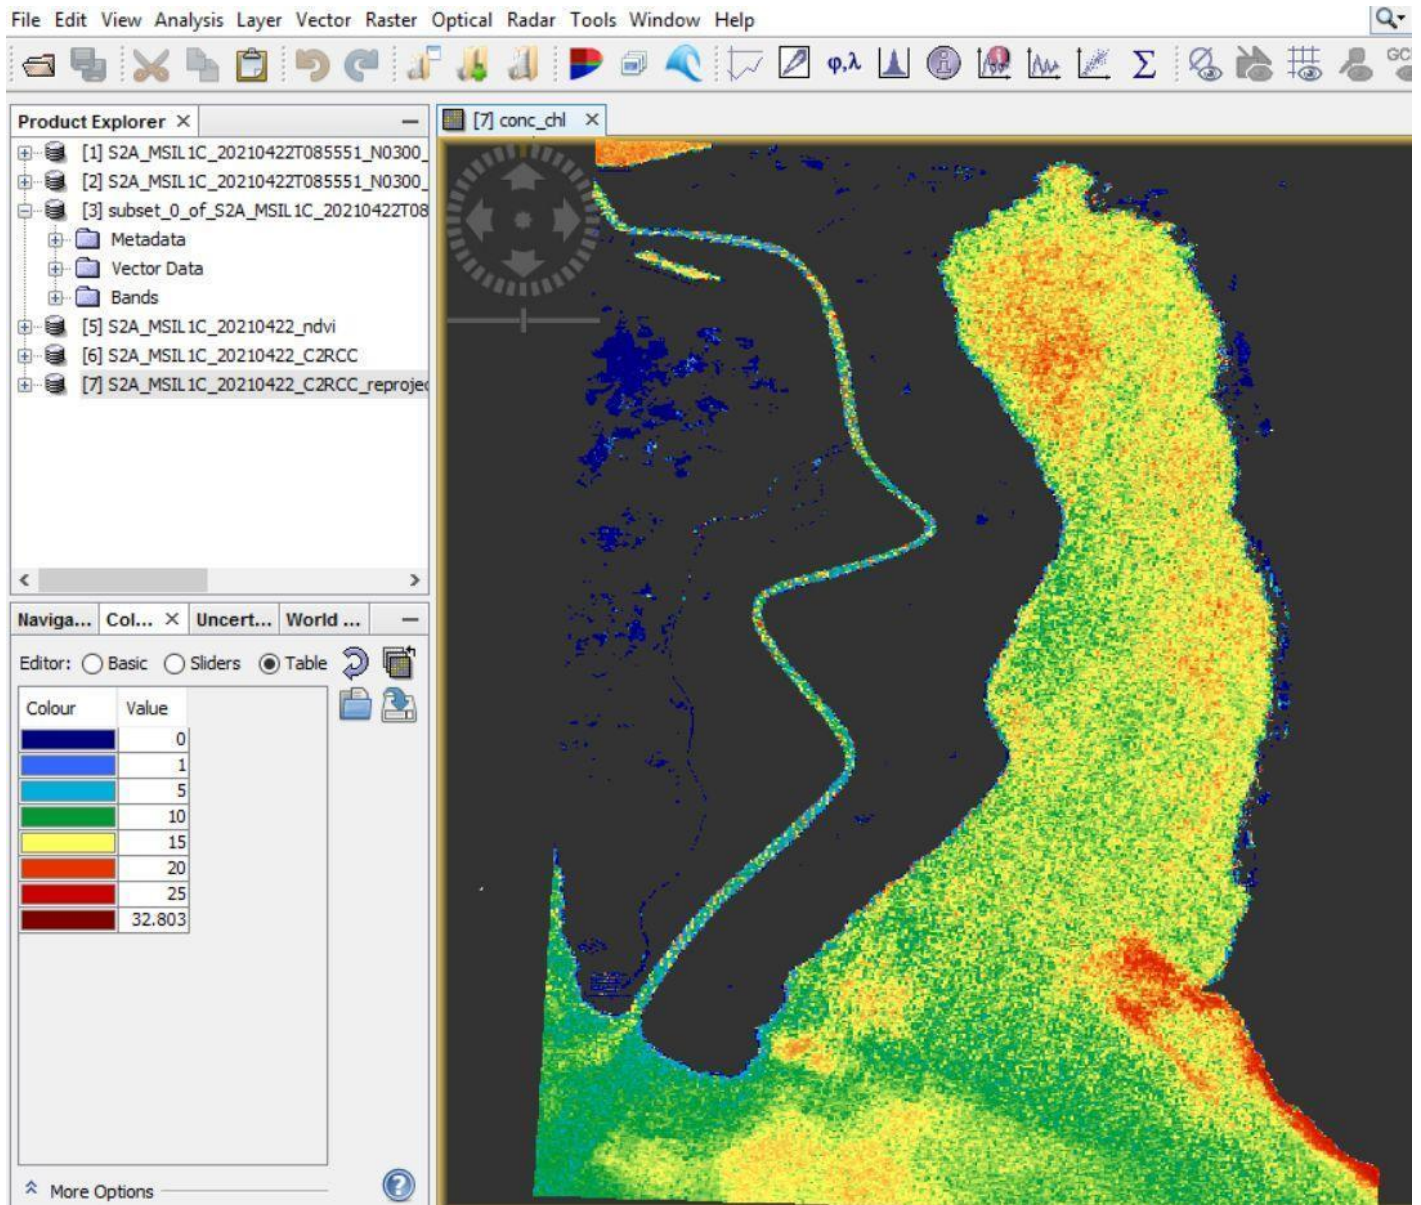 File Edit View Analysis Layer Vector Raster Optical Radar Tools Window Help
φ,λ Σ
Product Explorer
[7] conc_chl
[1] S2A_MSIL1C_20210422T085551_N0300_
[2] S2A_MSIL1C_20210422T085551_N0300_
[3] subset_0_of_S2A_MSIL1C_20210422T08
Metadata
Vector Data
Bands
[5] S2A_MSIL1C_20210422_ndvi
[6] S2A_MSIL1C_20210422_C2RCC
[7] S2A_MSIL1C_20210422_C2RCC_reprojec
Naviga... Col... Uncert... World ...
Editor: Basic Sliders Table
Colour Value
0
1
5
10
15
20
25
32.803
More Options